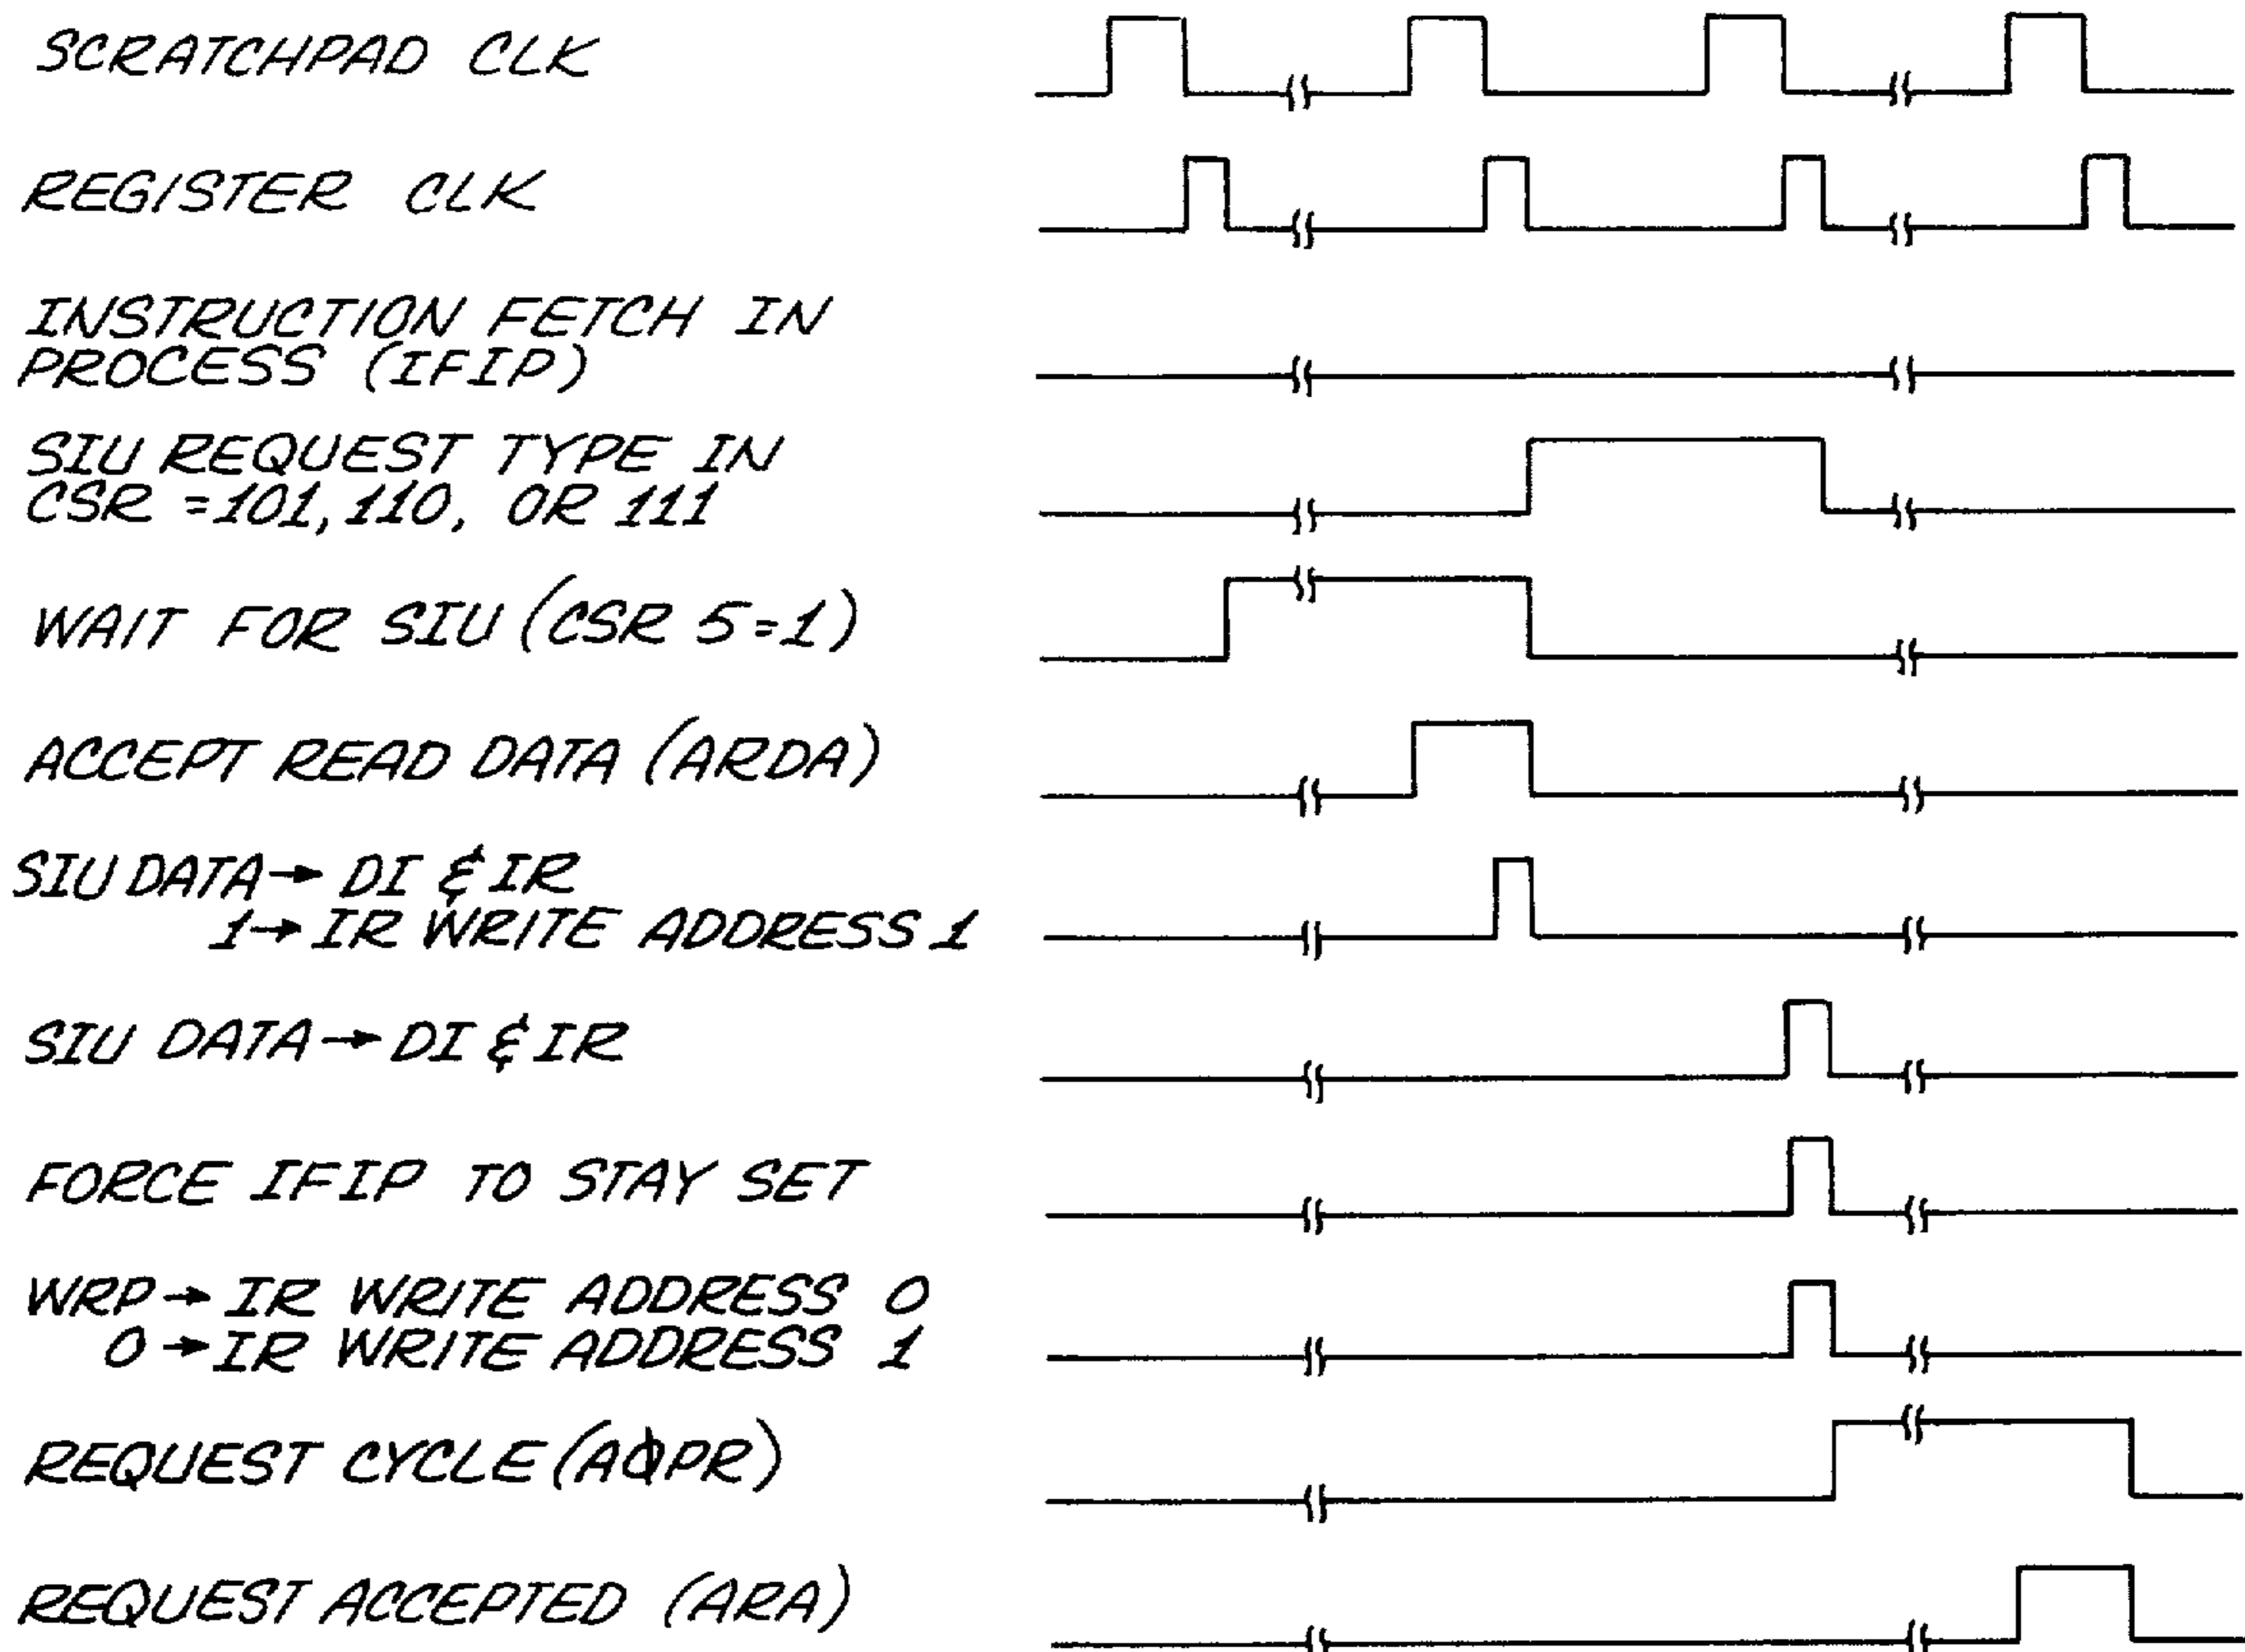 SCRATCHPAD CLK
REGISTER CLK
INSTRUCTION FETCH IN
PROCESS (IFIP)
SIU REQUEST TYPE IN
CSR =101, 110, OR 111
WAIT FOR SIU (CSR 5=1)
ACCEPT READ DATA (ARDA)
SIU DATA→ DI & IR
1→ IR WRITE ADDRESS 1
SIU DATA→ DI & IR
FORCE IFIP TO STAY SET
WRP→ IR WRITE ADDRESS 0
0→IR WRITE ADDRESS 1
REQUEST CYCLE (AOPR)
REQUEST ACCEPTED (ARA)